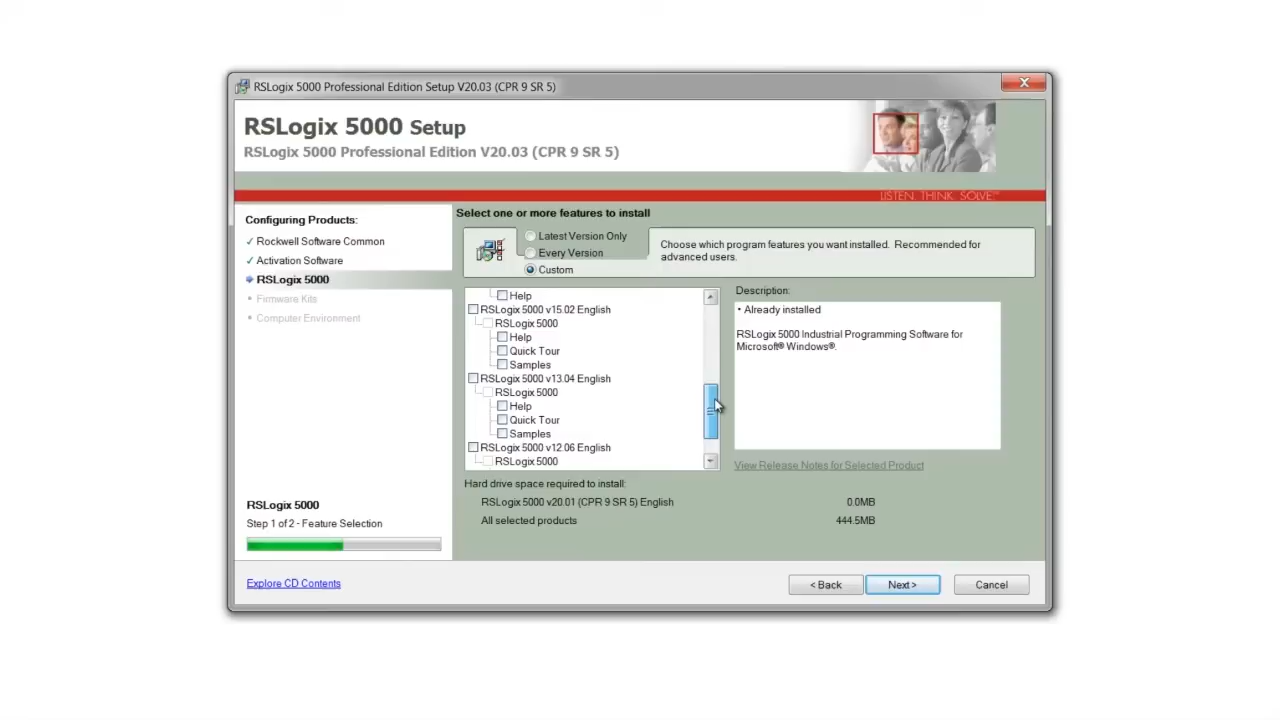 RSLogix 5000 Professional Edition Setup V20.03 (CPR 9 SR 5)
RSLogix 5000 Setup
RSLogix 5000 Professional Edition V20.03 (CPR 9 SR 5)
LISTEN. THINK. SOLVE.℠
Configuring Products:
✓ Rockwell Software Common
✓ Activation Software
RSLogix 5000
• Firmware Kits
• Computer Environment
RSLogix 5000
Step 1 of 2 - Feature Selection
Select one or more features to install
Latest Version Only
Every Version
Custom
Choose which program features you want installed. Recommended for
advanced users.
Help
RSLogix 5000 v15.02 English
RSLogix 5000
Help
Quick Tour
Samples
RSLogix 5000 v13.04 English
RSLogix 5000
Help
Quick Tour
Samples
RSLogix 5000 v12.06 English
RSLogix 5000
Description:
• Already installed
RSLogix 5000 Industrial Programming Software for
Microsoft® Windows®.
View Release Notes for Selected Product
Hard drive space required to install:
RSLogix 5000 v20.01 (CPR 9 SR 5) English 0.0MB
All selected products 444.5MB
Explore CD Contents
< Back Next > Cancel